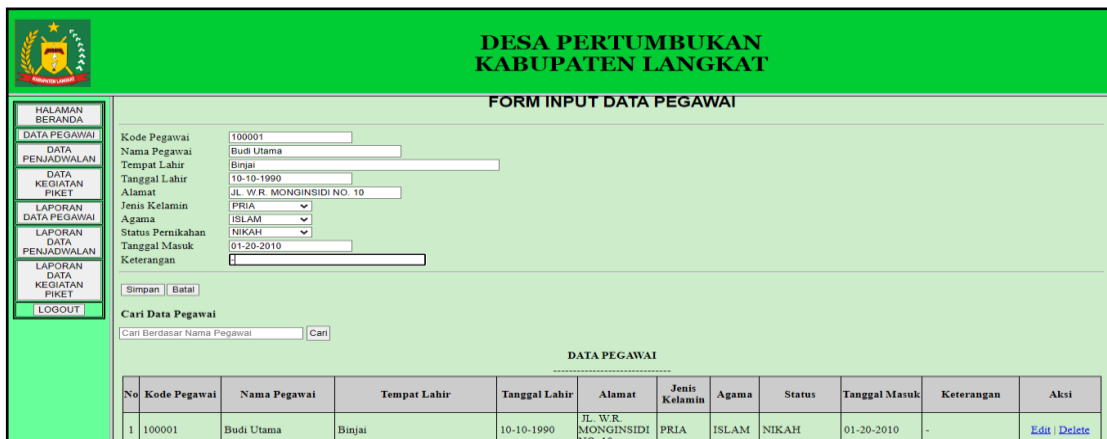 KABUPATEN LANGKAT
DESA PERTUMBUKAN
KABUPATEN LANGKAT
HALAMAN
BERANDA
DATA PEGAWAI
DATA
PENJADWALAN
DATA
KEGIATAN
PIKET
LAPORAN
DATA PEGAWAI
LAPORAN
DATA
PENJADWALAN
LAPORAN
DATA
KEGIATAN
PIKET
LOGOUT
FORM INPUT DATA PEGAWAI
Kode Pegawai 100001
Nama Pegawai Budi Utama
Tempat Lahir Binjai
Tanggal Lahir 10-10-1990
Alamat JL. W.R. MONGINSIDI NO. 10
Jenis Kelamin PRIA
Agama ISLAM
Status Pernikahan NIKAH
Tanggal Masuk 01-20-2010
Keterangan -
Simpan Batal
Cari Data Pegawai
Cari Berdasar Nama Pegawai Cari
DATA PEGAWAI
------------------------------
No Kode Pegawai Nama Pegawai Tempat Lahir Tanggal Lahir Alamat Jenis Kelamin Agama Status Tanggal Masuk Keterangan Aksi
1 100001 Budi Utama Binjai 10-10-1990 JL. W.R. MONGINSIDI NO. 10 PRIA ISLAM NIKAH 01-20-2010 - Edit | Delete